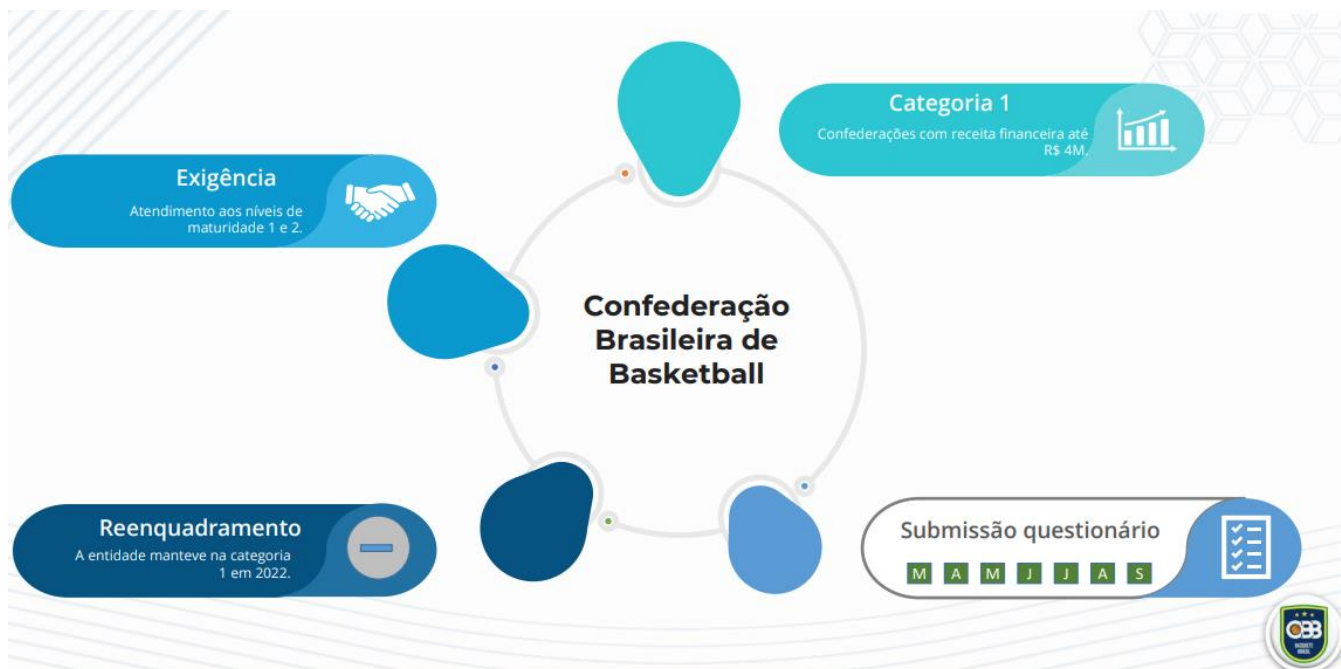 Categoria 1
Confederações com receita financeira até
R$ 4M.
Exigência
Atendimento aos níveis de
maturidade 1 e 2.
Confederação
Brasileira de
Basketball
Reenquadramento
A entidade manteve na categoria
1 em 2022.
Submissão questionário
M A M J J A S
CBB